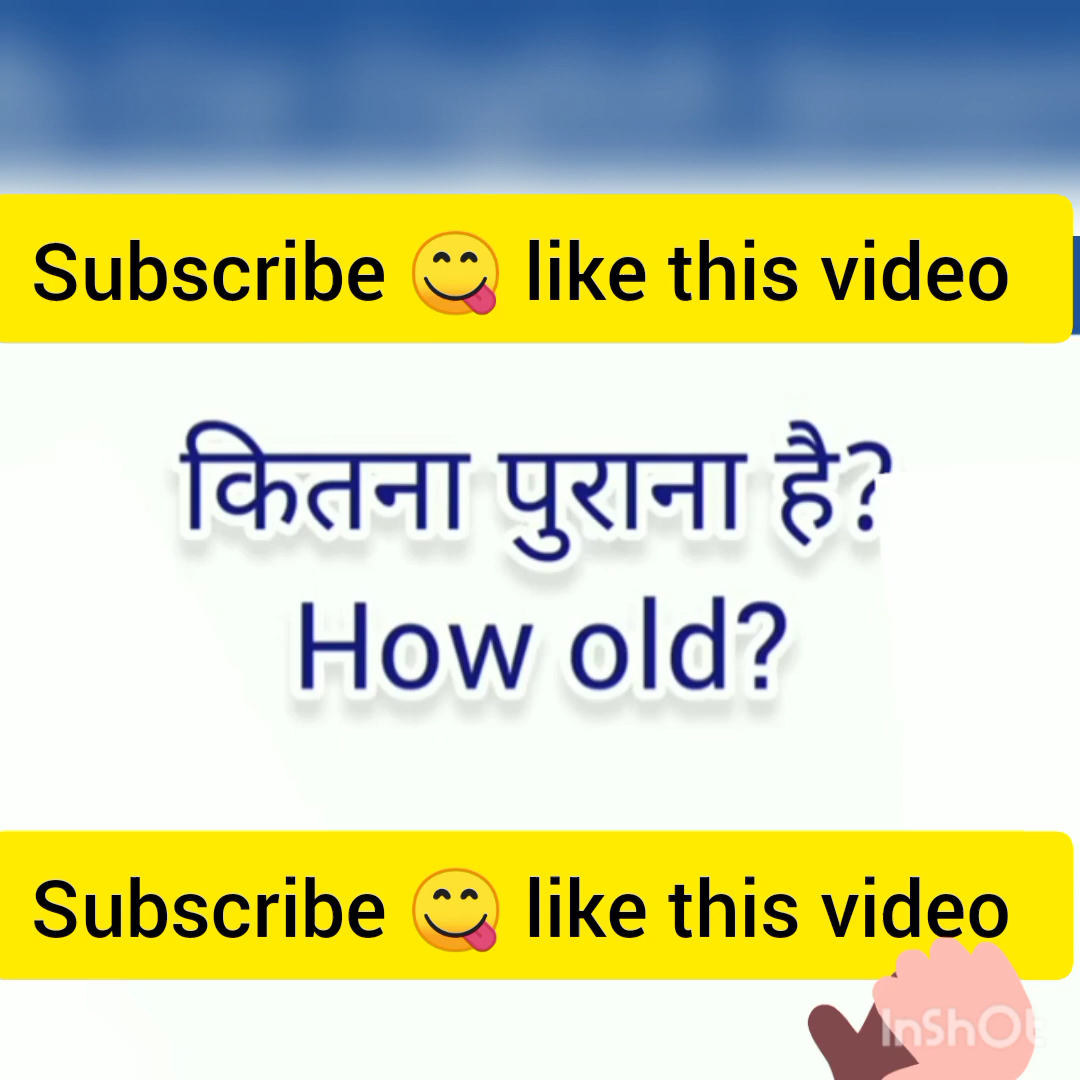 Subscribe 😋 like this video
कितना पुराना है?
How old?
Subscribe 😋 like this video
InShOt